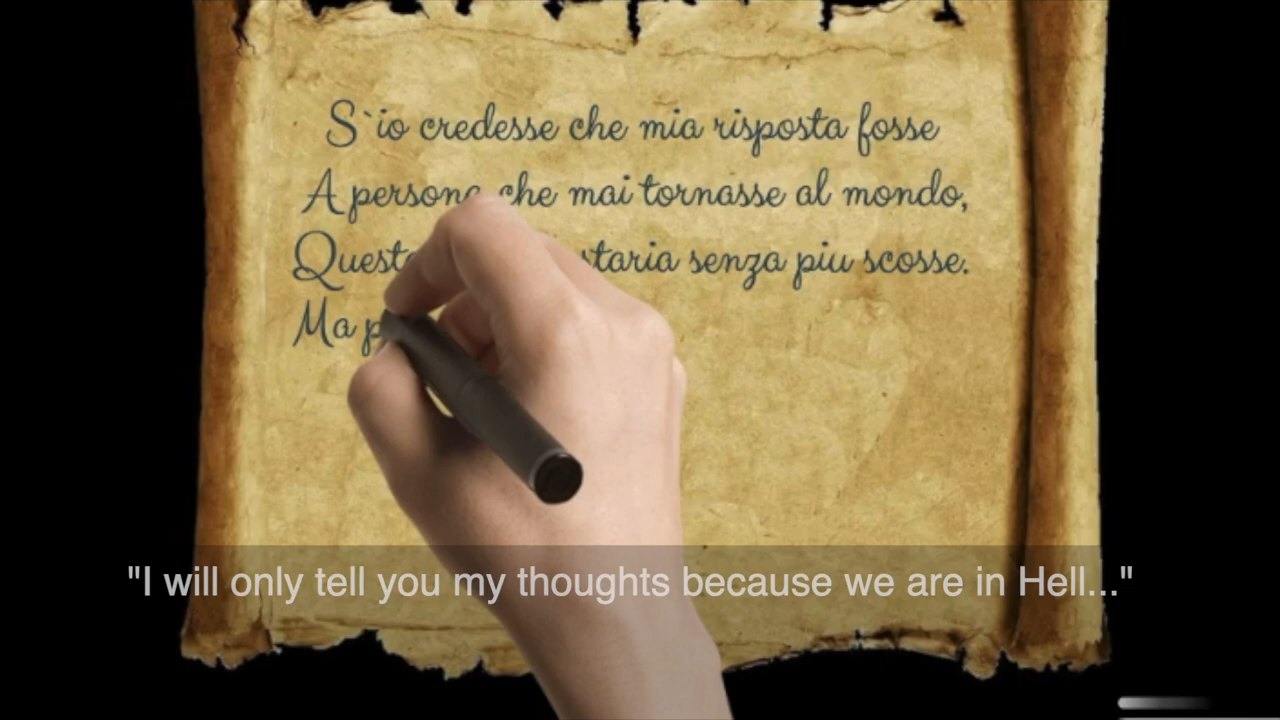 S`io credesse che mia risposta fosse
A persona che mai tornasse al mondo,
staria senza piu scosse.
Ma
"I will only tell you my thoughts because we are in Hell..."